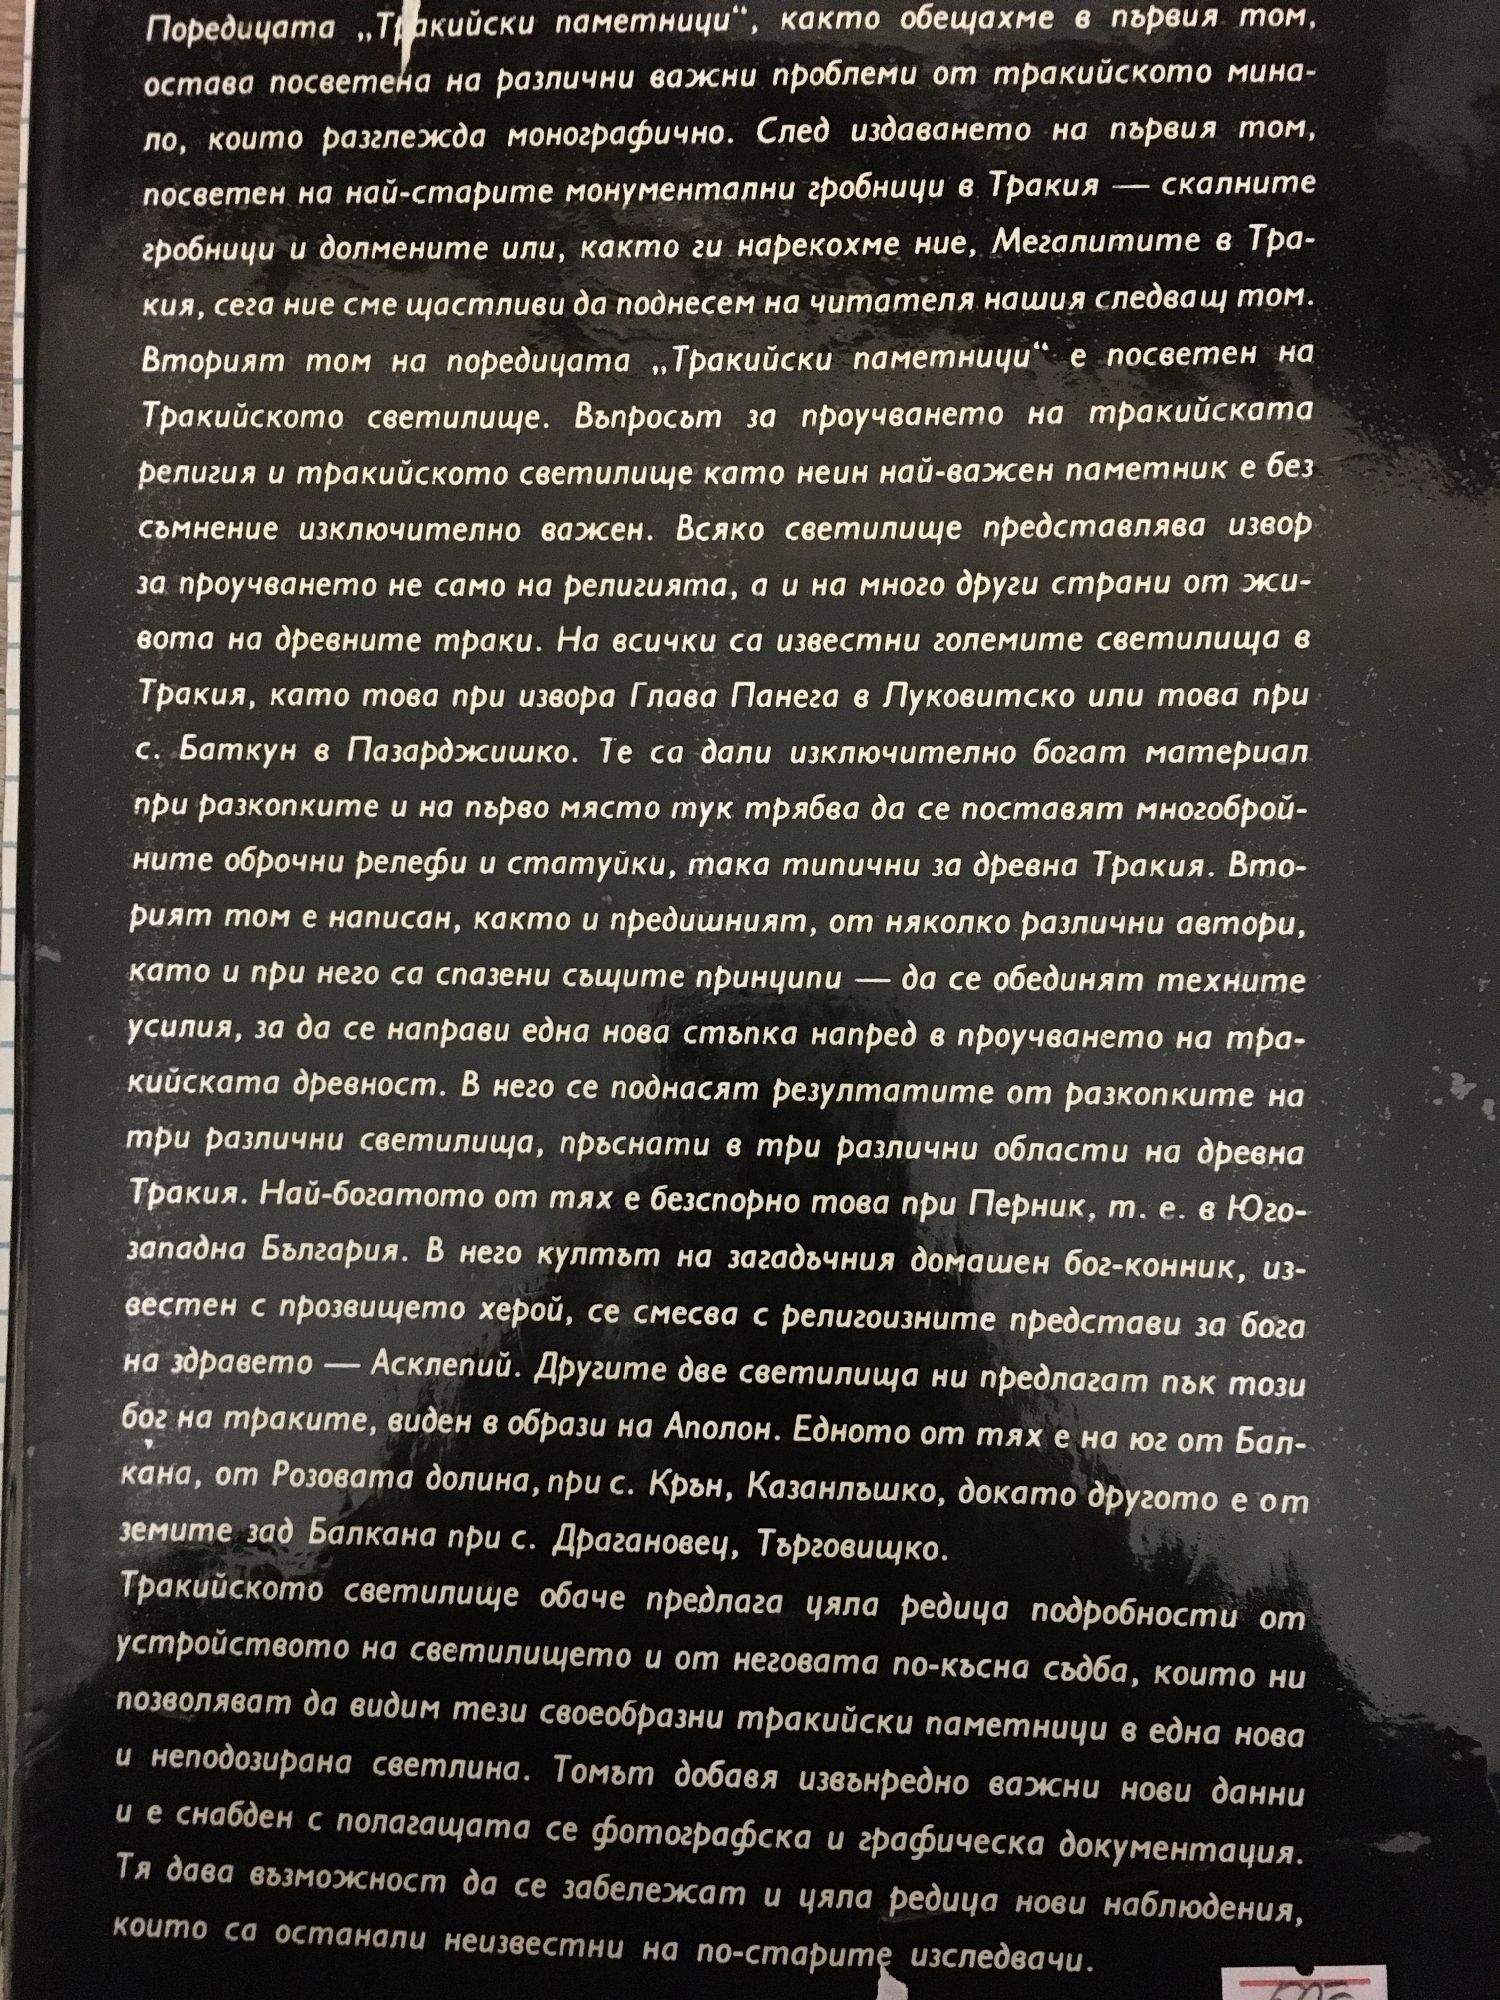 Поредицата „Тракийски паметници“, както обещахме в първия том,
остава посветена на различни важни проблеми от тракийското мина-
ло, които разглежда монографично. След издаването на първия том,
посветен на най-старите монументални гробници в Тракия — скалните
гробници и долмените или, както ги нарекохме ние, Мегалитите в Тра-
кия, сега ние сме щастливи да поднесем на читателя нашия следващ том.
Вторият том на поредицата „Тракийски паметници“ е посветен на
Тракийското светилище. Въпросът за проучването на тракийската
религия и тракийското светилище като неин най-важен паметник е без
съмнение изключително важен. Всяко светилище представлява извор
за проучването не само на религията, а и на много други страни от жи-
вота на древните траки. На всички са известни големите светилища в
Тракия, като това при извора Глава Панега в Луковитско или това при
с. Баткун в Пазарджишко. Те са дали изключително богат материал
при разкопките и на първо място тук трябва да се поставят многоброй-
ните оброчни релефи и статуйки, така типични за древна Тракия. Вто-
рият том е написан, както и предишният, от няколко различни автори,
като и при него са спазени същите принципи — да се обединят техните
усилия, за да се направи една нова стъпка напред в проучването на тра-
кийската древност. В него се поднасят резултатите от разкопките на
три различни светилища, пръснати в три различни области на древна
Тракия. Най-богатото от тях е безспорно това при Перник, т. е. в Юго-
западна България. В него култът на загадъчния домашен бог-конник, из-
вестен с прозвището херой, се смесва с религоизните представи за бога
на здравето — Асклепий. Другите две светилища ни предлагат пък този
бог на траките, виден в образи на Аполон. Едното от тях е на юг от Бал-
кана, от Розовата долина, при с. Крън, Казанлъшко, докато другото е от
земите зад Балкана при с. Драгановец, Търговищко.
Тракийското светилище обаче предлага цяла редица подробности от
устройството на светилището и от неговата по-късна съдба, които ни
позволяват да видим тези своеобразни тракийски паметници в една нова
и неподозирана светлина. Томът добавя извънредно важни нови данни
и е снабден с полагащата се фотографска и графическа документация.
Тя дава възможност да се забележат и цяла редица нови наблюдения,
които са останали неизвестни на по-старите изследвачи.